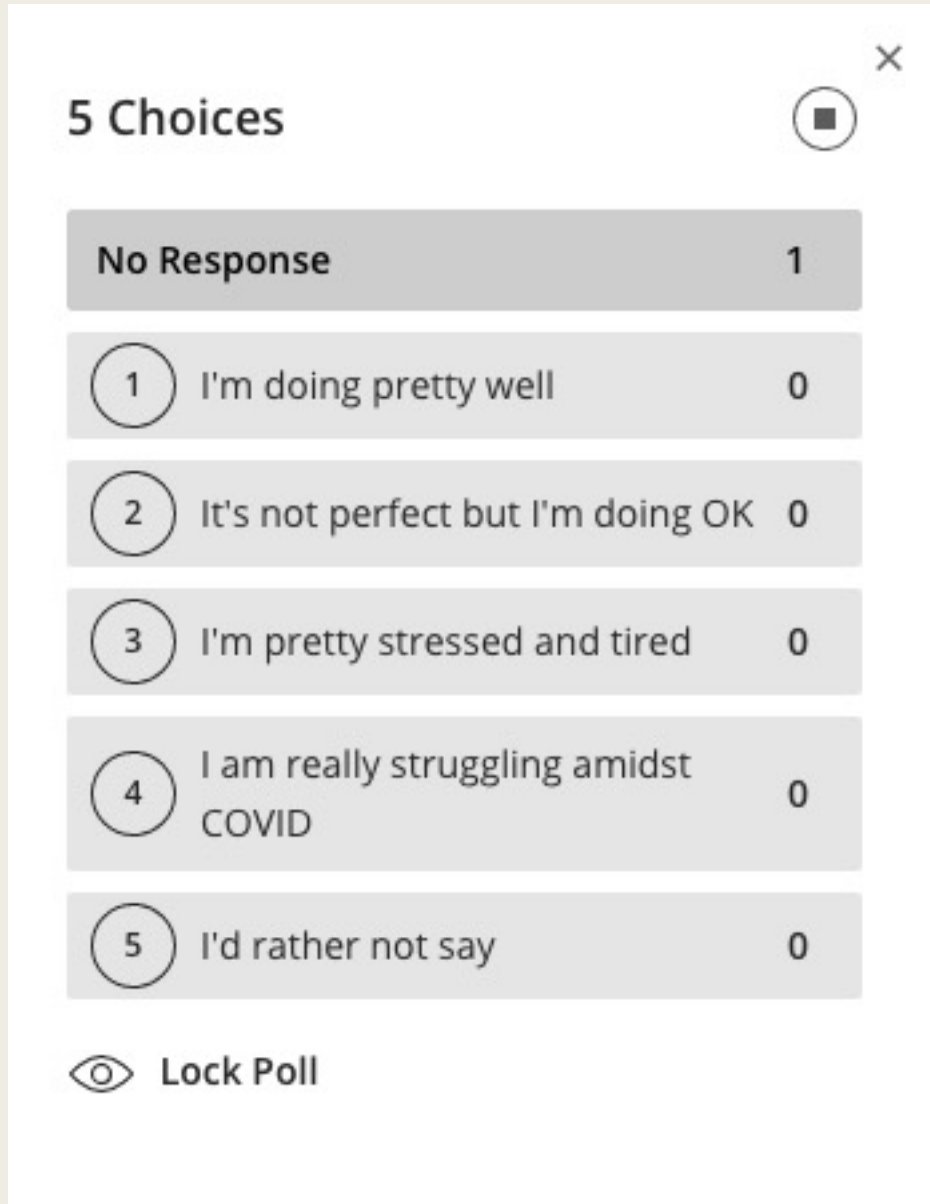 5 Choices
No Response 1
1 I'm doing pretty well 0
2 It's not perfect but I'm doing OK 0
3 I'm pretty stressed and tired 0
4 I am really struggling amidst
COVID 0
5 I'd rather not say 0
Lock Poll